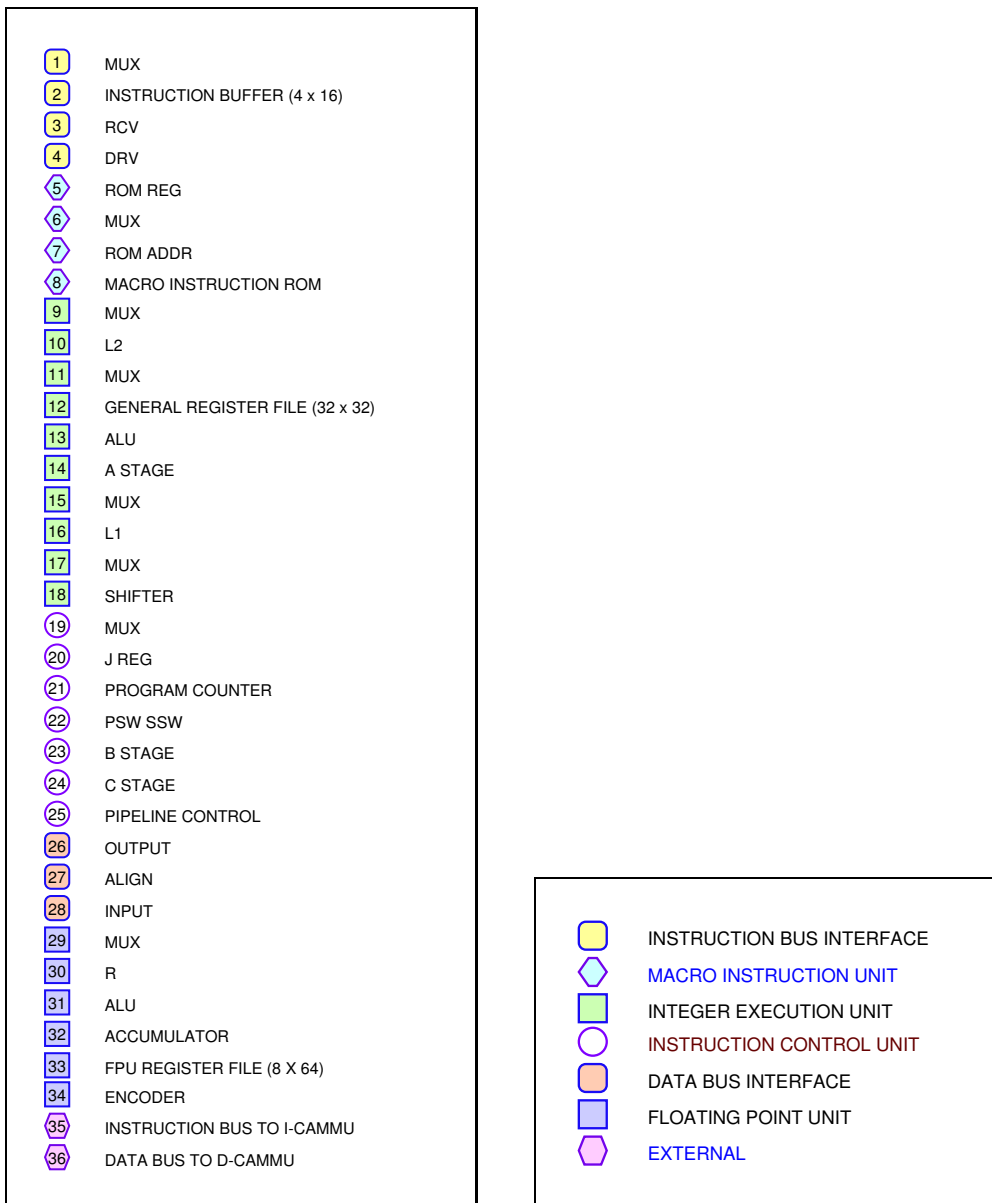 1 MUX
2 INSTRUCTION BUFFER (4 x 16)
3 RCV
4 DRV
5 ROM REG
6 MUX
7 ROM ADDR
8 MACRO INSTRUCTION ROM
9 MUX
10 L2
11 MUX
12 GENERAL REGISTER FILE (32 x 32)
13 ALU
14 A STAGE
15 MUX
16 L1
17 MUX
18 SHIFTER
19 MUX
20 J REG
21 PROGRAM COUNTER
22 PSW SSW
23 B STAGE
24 C STAGE
25 PIPELINE CONTROL
26 OUTPUT
27 ALIGN
28 INPUT
29 MUX
30 R
31 ALU
32 ACCUMULATOR
33 FPU REGISTER FILE (8 X 64)
34 ENCODER
35 INSTRUCTION BUS TO I-CAMMU
36 DATA BUS TO D-CAMMU
INSTRUCTION BUS INTERFACE
MACRO INSTRUCTION UNIT
INTEGER EXECUTION UNIT
INSTRUCTION CONTROL UNIT
DATA BUS INTERFACE
FLOATING POINT UNIT
EXTERNAL